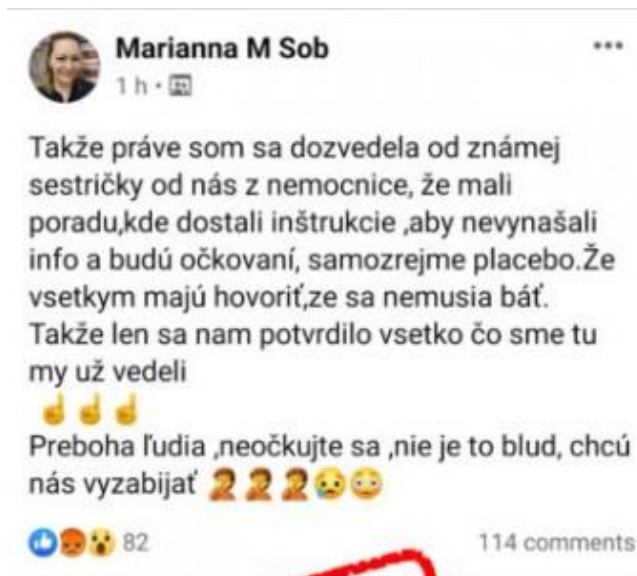 Marianna M Sob
1 h
Takže práve som sa dozvedela od známej
sestričky od nás z nemocnice, že mali
poradu,kde dostali inštrukcie ,aby nevynašali
info a budú očkovaní, samozrejme placebo.Že
vsetkym majú hovoriť,ze sa nemusia báť.
Takže len sa nam potvrdilo vsetko čo sme tu
my už vedeli
☝☝☝
Preboha ľudia ,neočkujte sa ,nie je to blud, chcú
nás vyzabijať 🤦🤦🤦😢😳
82 114 comments